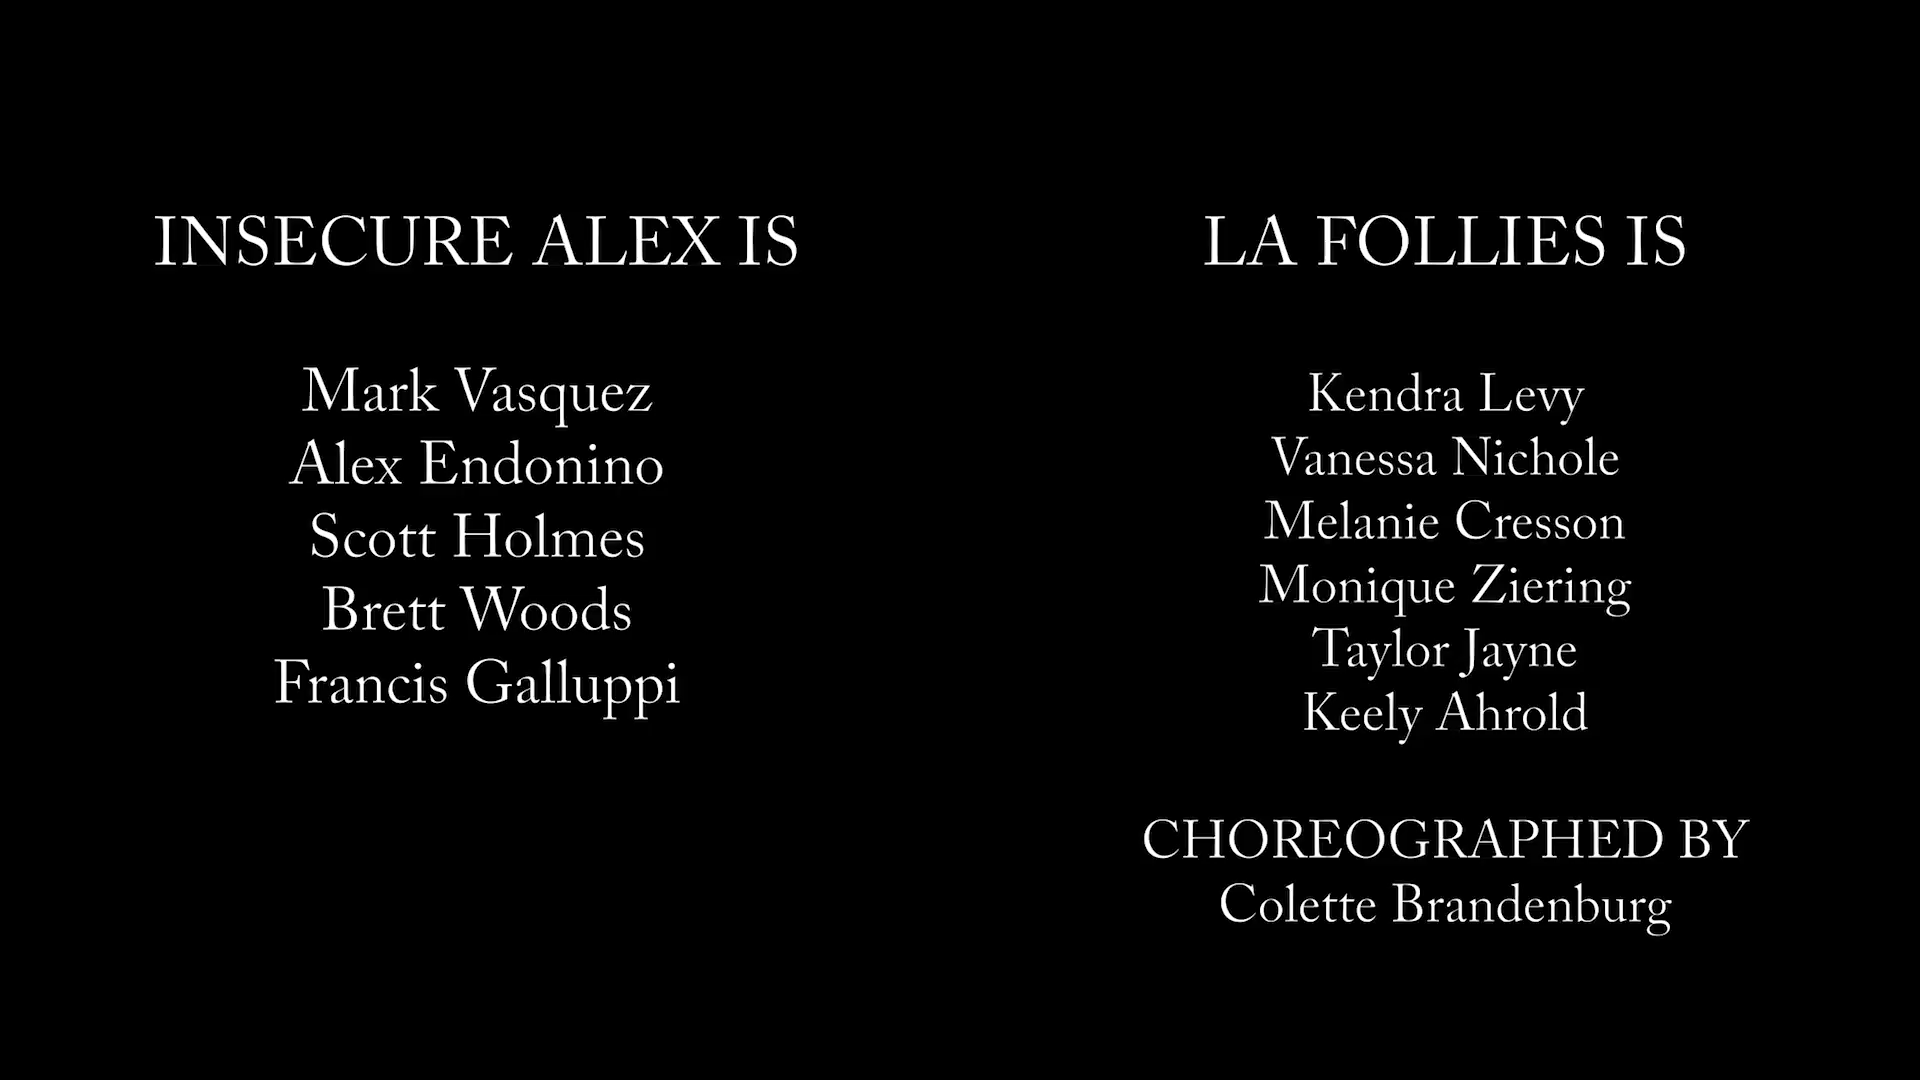 INSECURE ALEX IS
Mark Vasquez
Alex Endonino
Scott Holmes
Brett Woods
Francis Galluppi
LA FOLLIES IS
Kendra Levy
Vanessa Nichole
Melanie Cresson
Monique Ziering
Taylor Jayne
Keely Ahrold
CHOREOGRAPHED BY
Colette Brandenburg